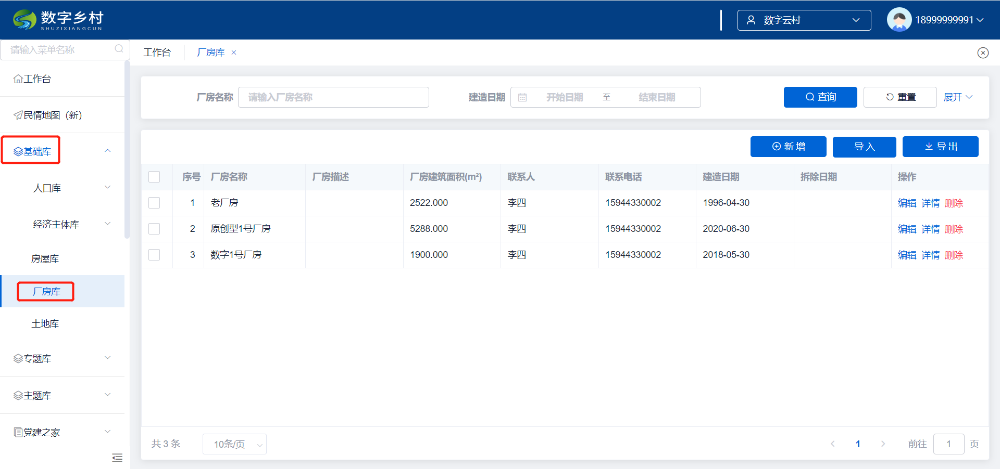 数字乡村
SHUZIXIANGCUN
数字云村
18999999991
请输入菜单名称
工作台
民情地图（新）
基础库
人口库
经济主体库
房屋库
厂房库
土地库
专题库
主题库
党建之家
工作台 厂房库
厂房名称 请输入厂房名称 建造日期 开始日期 至 结束日期 查询 重置 展开
新增 导入 导出
序号 厂房名称 厂房描述 厂房建筑面积(m²) 联系人 联系电话 建造日期 拆除日期 操作
1 老厂房 2522.000 李四 15944330002 1996-04-30 编辑 详情 删除
2 原创型1号厂房 5288.000 李四 15944330002 2020-06-30 编辑 详情 删除
3 数字1号厂房 1900.000 李四 15944330002 2018-05-30 编辑 详情 删除
共 3 条 10条/页 1 前往 1 页